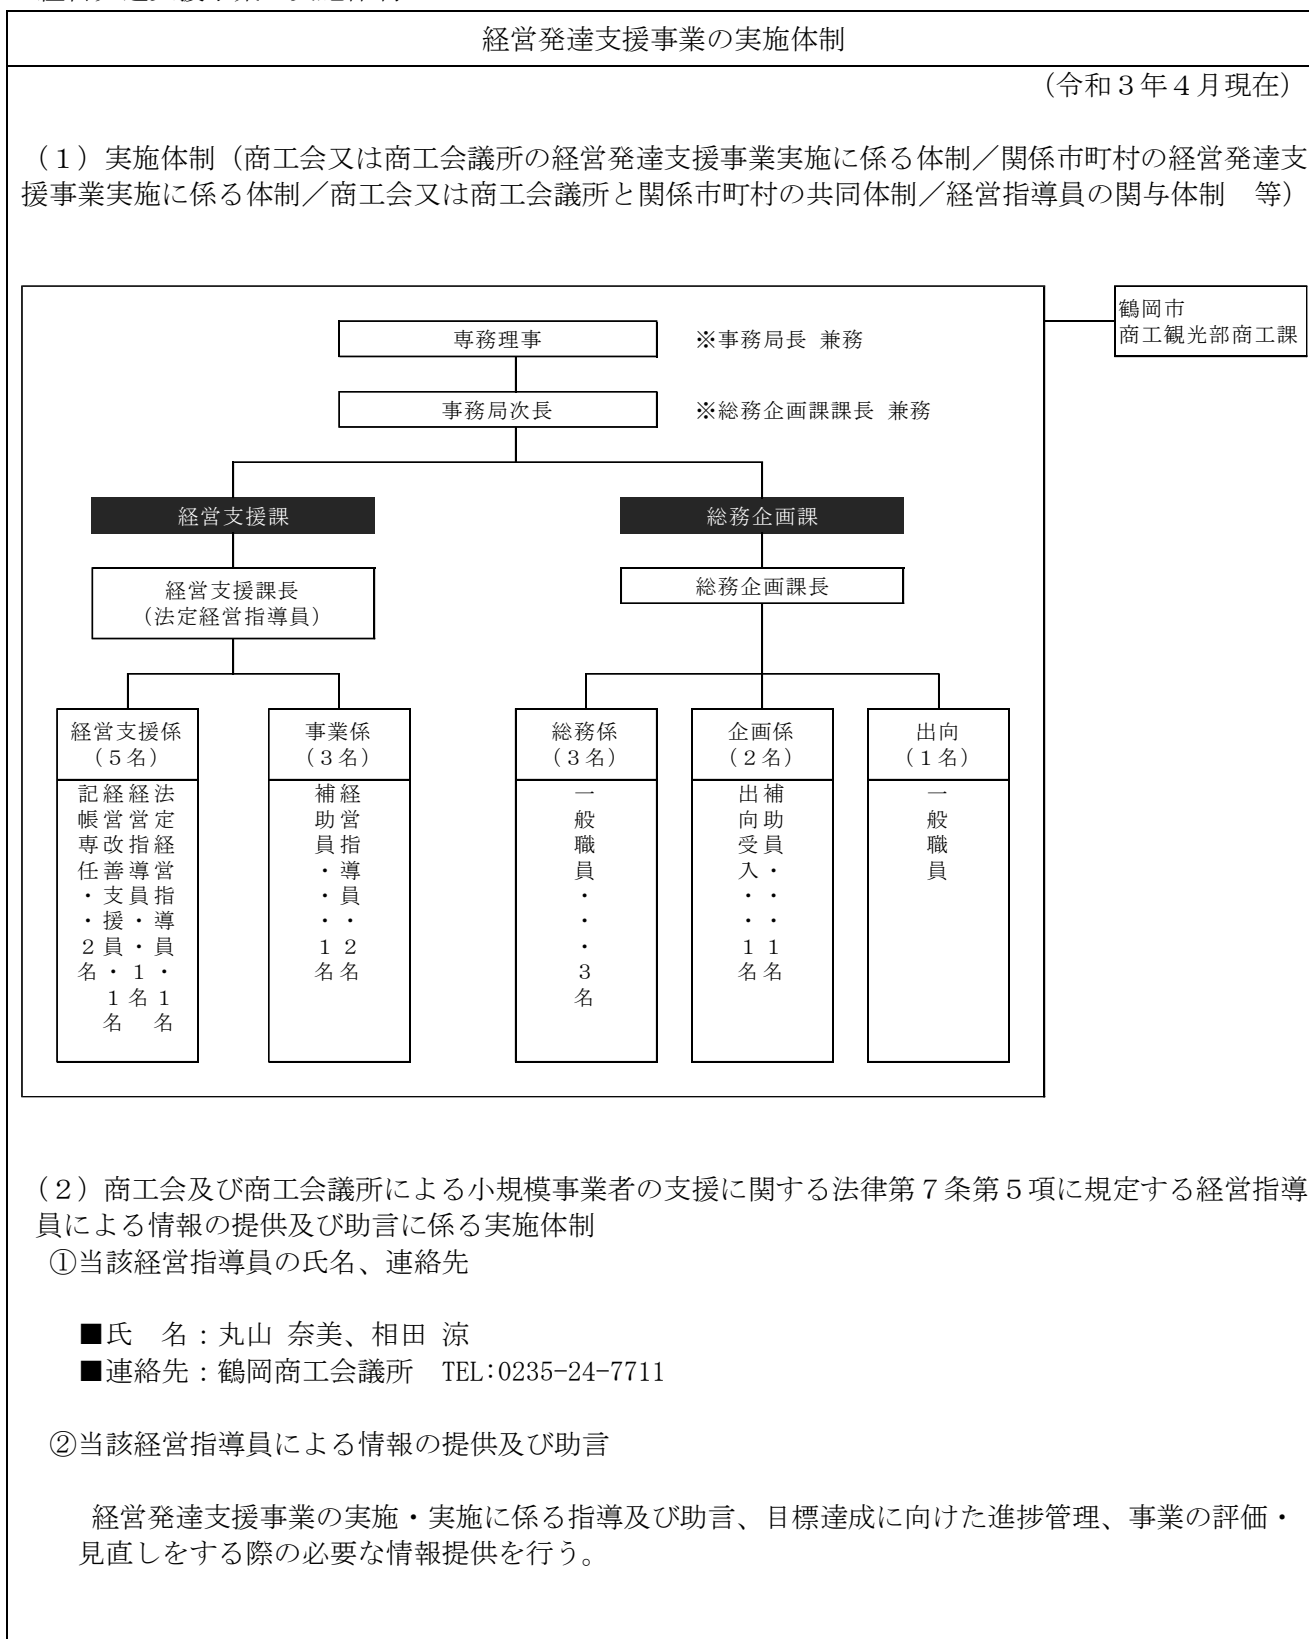 経営発達支援事業の実施体制
（令和３年４月現在）
（１）実施体制（商工会又は商工会議所の経営発達支援事業実施に係る体制／関係市町村の経営発達支
援事業実施に係る体制／商工会又は商工会議所と関係市町村の共同体制／経営指導員の関与体制　等）
鶴岡市
商工観光部商工課
専務理事
※事務局長 兼務
事務局次長
※総務企画課課長 兼務
経営支援課
総務企画課
経営支援課長
（法定経営指導員）
総務企画課長
経営支援係
（５名）
法定経営指導員・１名
経営指導員・・１名
経営改善支援員・１名
記帳専任・・２名
事業係
（３名）
経営指導員・・２名
補助員・・・１名
総務係
（３名）
一般職員・・・３名
企画係
（２名）
補助員・・・１名
出向受入・・・１名
出向
（１名）
一般職員
（２）商工会及び商工会議所による小規模事業者の支援に関する法律第７条第５項に規定する経営指導
員による情報の提供及び助言に係る実施体制
①当該経営指導員の氏名、連絡先
■氏　名：丸山 奈美、相田 涼
■連絡先：鶴岡商工会議所　TEL:0235-24-7711
②当該経営指導員による情報の提供及び助言
経営発達支援事業の実施・実施に係る指導及び助言、目標達成に向けた進捗管理、事業の評価・
見直しをする際の必要な情報提供を行う。